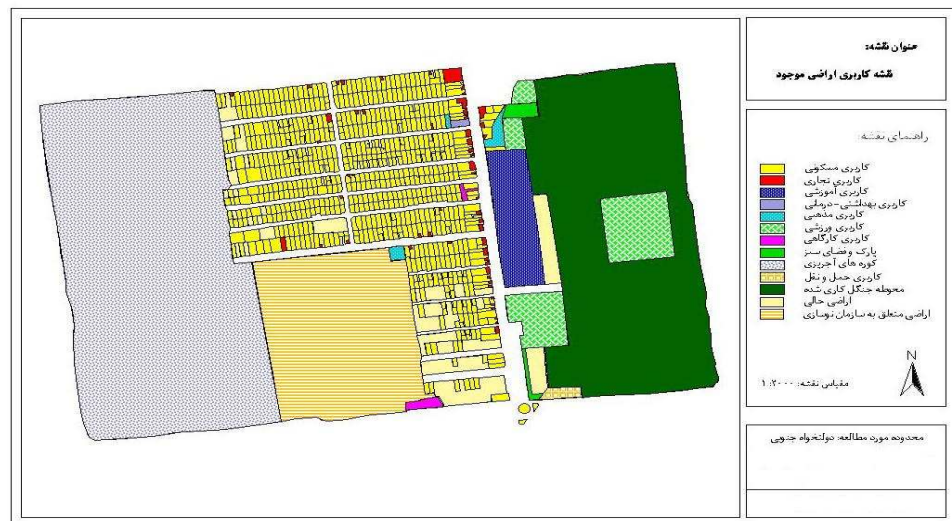 عنوان نقشه:
نقشه کاربری اراضی موجود
راهنمای نقشه
کاربری مسکونی
کاربری تجاری
کاربری آموزشی
کاربری بهداشتی-درمانی
کاربری مذهبی
کاربری ورزشی
کاربری کارگاهی
پارک و فضای سبز
کوره های آجرپزی
کاربری حمل و نقل
محوطه جنگل کاری شده
اراضی خالی
اراضی متعلق به سازمان نوسازی
N
مقیاس نقشه: ۱:۲۰۰۰
محدوده مورد مطالعه: دولتخواه جنوبی